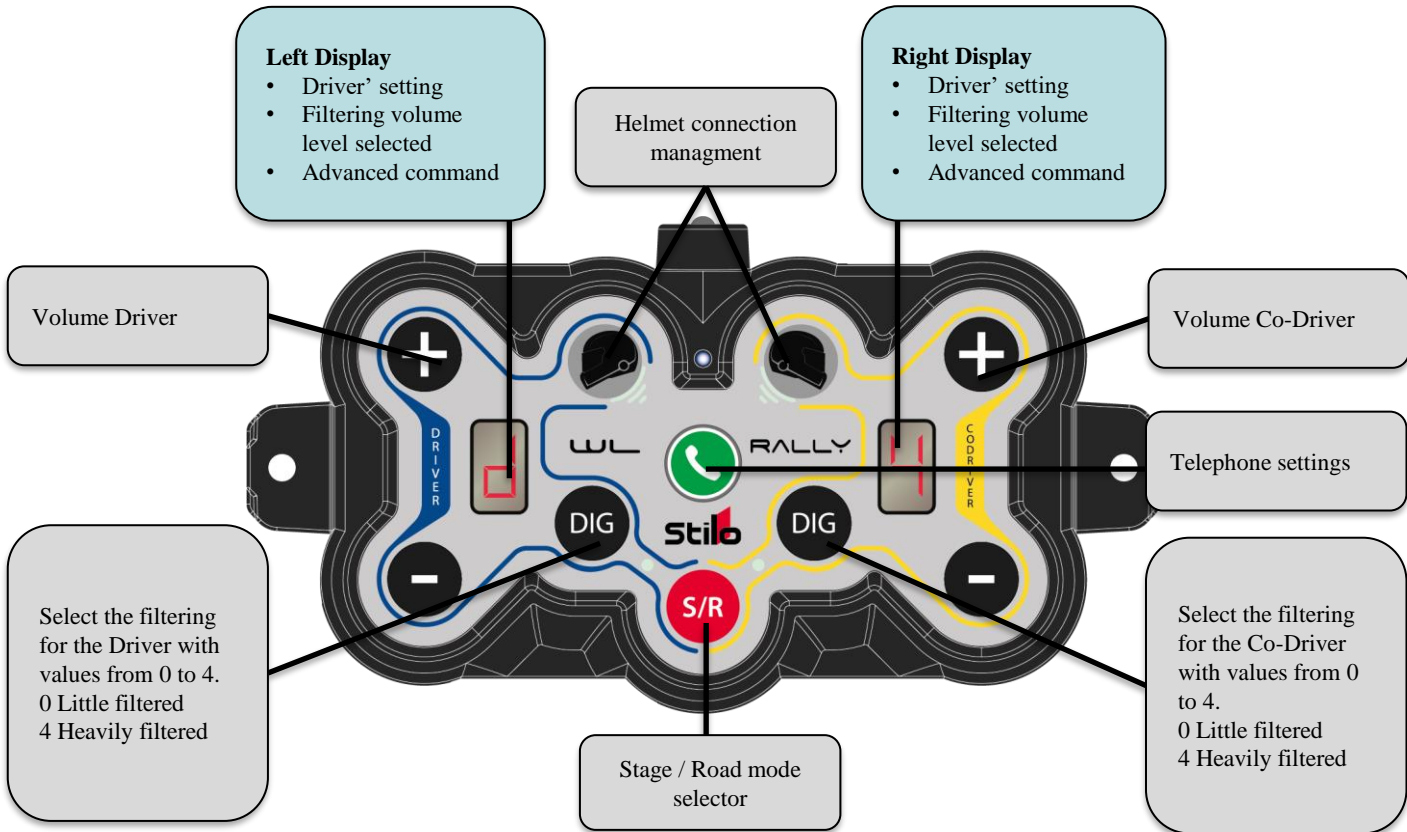 Left Display
• Driver' setting
• Filtering volume
level selected
• Advanced command
Right Display
• Driver' setting
• Filtering volume
level selected
• Advanced command
Helmet connection
managment
Volume Driver
Volume Co-Driver
Telephone settings
+
+
DRIVER
d
WL
RALLY
4
CODRIVER
DIG
Stilo
DIG
-
-
S/R
Select the filtering
for the Driver with
values from 0 to 4.
0 Little filtered
4 Heavily filtered
Select the filtering
for the Co-Driver
with values from 0
to 4.
0 Little filtered
4 Heavily filtered
Stage / Road mode
selector